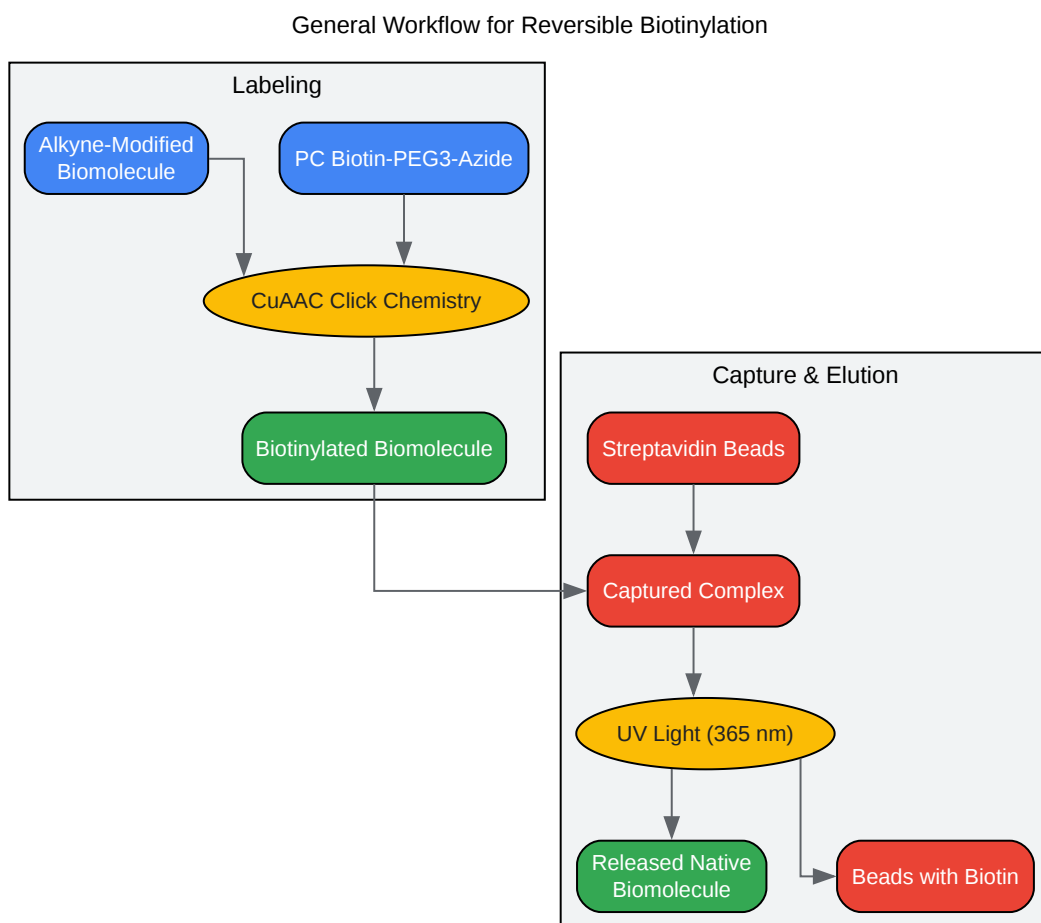 General Workflow for Reversible Biotinylation
Labeling
Alkyne-Modified
Biomolecule
PC Biotin-PEG3-Azide
CuAAC Click Chemistry
Biotinylated Biomolecule
Capture & Elution
Streptavidin Beads
Captured Complex
UV Light (365 nm)
Released Native
Biomolecule
Beads with Biotin